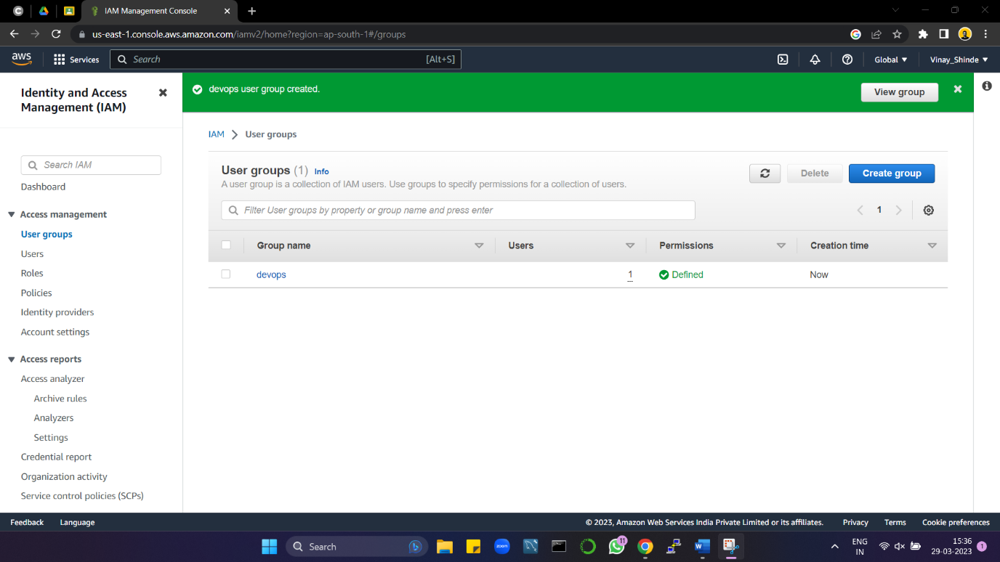 IAM Management Console
us-east-1.console.aws.amazon.com/iamv2/home?region=ap-south-1#/groups
aws
Services
Search
[Alt+S]
Global
Vinay_Shinde
Identity and Access
Management (IAM)
Search IAM
Dashboard
Access management
User groups
Users
Roles
Policies
Identity providers
Account settings
Access reports
Access analyzer
Archive rules
Analyzers
Settings
Credential report
Organization activity
Service control policies (SCPs)
devops user group created.
View group
IAM
User groups
User groups (1) Info
A user group is a collection of IAM users. Use groups to specify permissions for a collection of users.
Delete
Create group
Filter User groups by property or group name and press enter
1
Group name
Users
Permissions
Creation time
devops
1
Defined
Now
Feedback
Language
© 2023, Amazon Web Services India Private Limited or its affiliates.
Privacy
Terms
Cookie preferences
Search
zoom
11
W
ENG
IN
15:36
29-03-2023
1